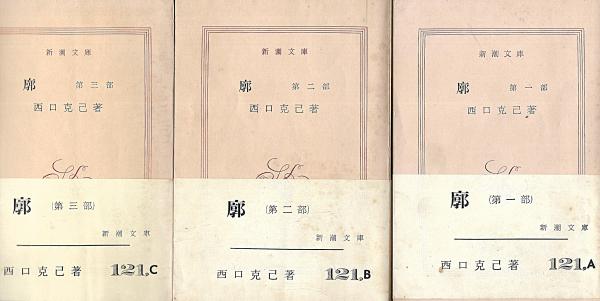 新潮文庫
廓 第三部
西口克己著
廓 (第三部)
新潮文庫
西口克己著 121.C
新潮文庫
廓 第二部
西口克己著
廓 (第二部)
新潮文庫
西口克己著 121.B
新潮文庫
廓 第一部
西口克己著
廓 (第一部)
新潮文庫
西口克己著 121.A